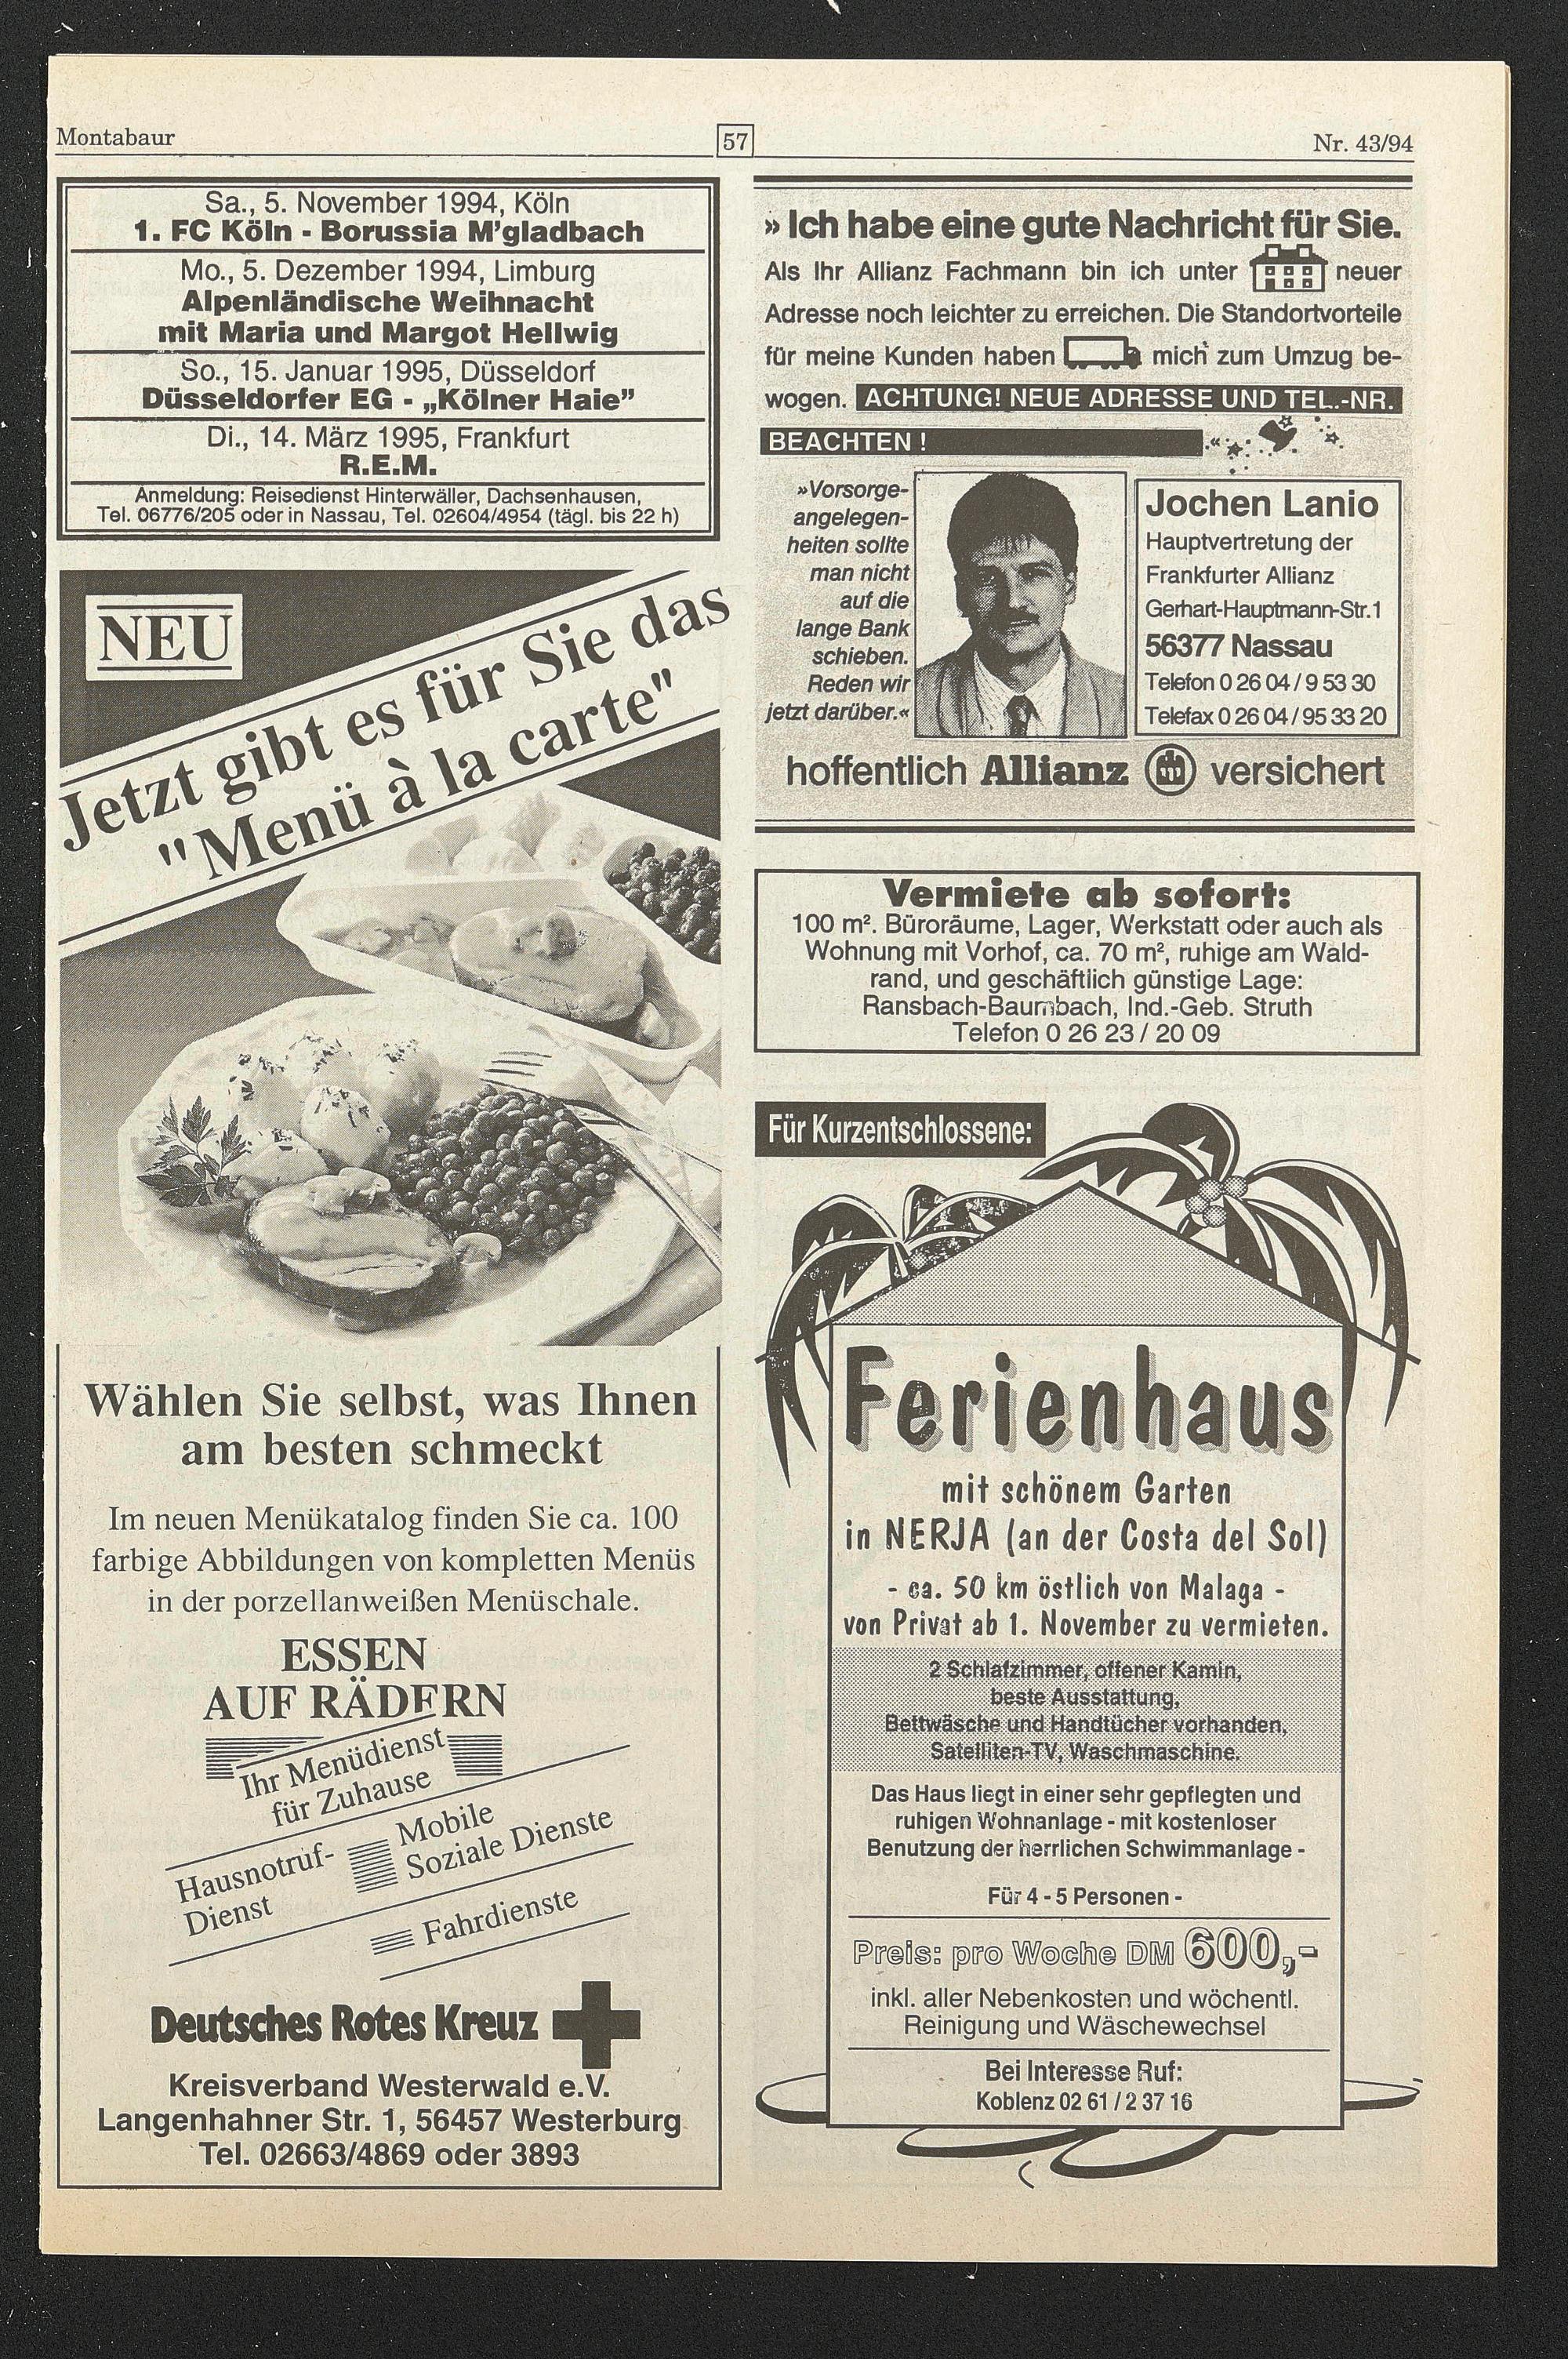 Montabaur
57
Nr. 43/94
Sa., 5. November 1994, Köln
1. FC Köln - Borussia M'gladbach
Mo., 5. Dezember 1994, Limburg
Alpenländische Weihnacht
mit Maria und Margot Hellwig
So., 15. Januar 1995, Düsseldorf
Düsseldorfer EG - „Kölner Haie”
Di., 14. März 1995, Frankfurt
R.E.M.
Anmeldung: Reisedienst Hinterwäller, Dachsenhausen,
Tel. 06776/205 oder in Nassau, Tel. 02604/4954 (tägl. bis 22 h)
NEU
Jetzt gibt es für Sie das
"Menü à la carte"
Wählen Sie selbst, was Ihnen
am besten schmeckt
Im neuen Menükatalog finden Sie ca. 100
farbige Abbildungen von kompletten Menüs
in der porzellanweißen Menüschale.
ESSEN
AUF RÄDERN
Ihr Menüdienst
für Zuhause
Hausnotruf-
Dienst
Mobile
Soziale Dienste
Fahrdienste
Deutsches Rotes Kreuz
Kreisverband Westerwald e.V.
Langenhahner Str. 1, 56457 Westerburg
Tel. 02663/4869 oder 3893
» Ich habe eine gute Nachricht für Sie.
Als Ihr Allianz Fachmann bin ich unter neuer
Adresse noch leichter zu erreichen. Die Standortvorteile
für meine Kunden haben mich zum Umzug be-
wogen. ACHTUNG! NEUE ADRESSE UND TEL.-NR.
BEACHTEN ! «
»Vorsorge-
angelegen-
heiten sollte
man nicht
auf die
lange Bank
schieben.
Reden wir
jetzt darüber.«
Jochen Lanio
Hauptvertretung der
Frankfurter Allianz
Gerhart-Hauptmann-Str.1
56377 Nassau
Telefon 0 26 04 / 9 53 30
Telefax 0 26 04 / 95 33 20
hoffentlich Allianz versichert
Vermiete ab sofort:
100 m². Büroräume, Lager, Werkstatt oder auch als
Wohnung mit Vorhof, ca. 70 m², ruhige am Wald-
rand, und geschäftlich günstige Lage:
Ransbach-Baumbach, Ind.-Geb. Struth
Telefon 0 26 23 / 20 09
Für Kurzentschlossene:
Ferienhaus
mit schönem Garten
in NERJA (an der Costa del Sol)
- ca. 50 km östlich von Malaga -
von Privat ab 1. November zu vermieten.
2 Schlafzimmer, offener Kamin,
beste Ausstattung,
Bettwäsche und Handtücher vorhanden,
Satelliten-TV, Waschmaschine.
Das Haus liegt in einer sehr gepflegten und
ruhigen Wohnanlage - mit kostenloser
Benutzung der herrlichen Schwimmanlage -
Für 4 - 5 Personen -
Preis: pro Woche DM 600,-
inkl. aller Nebenkosten und wöchentl.
Reinigung und Wäschewechsel
Bei Interesse Ruf:
Koblenz 02 61 / 2 37 16